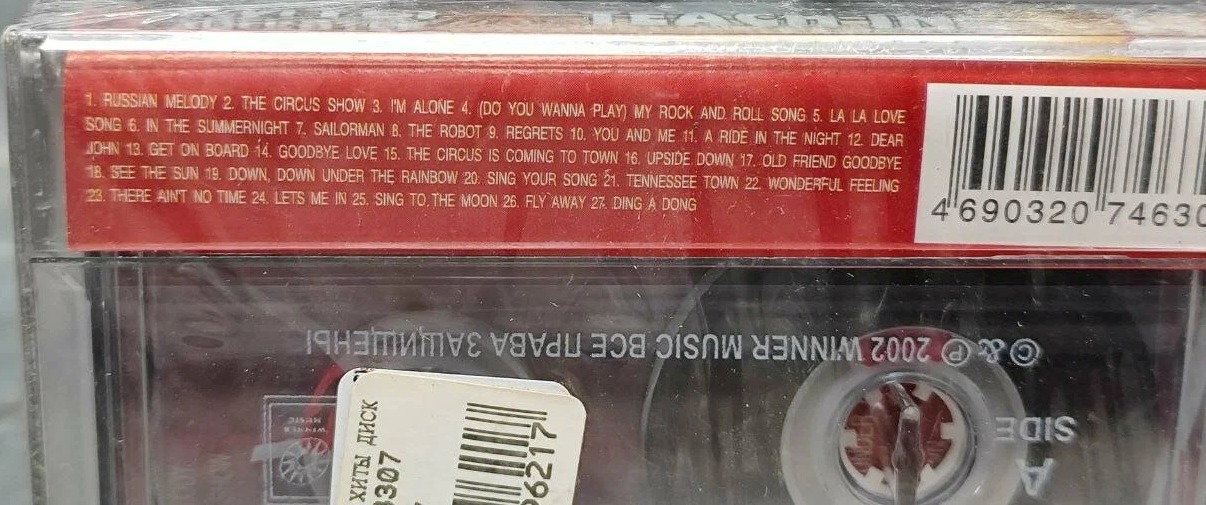 TEACH-IN
1. RUSSIAN MELODY 2. THE CIRCUS SHOW 3. I'M ALONE 4. (DO YOU WANNA PLAY) MY ROCK AND ROLL SONG 5. LA LA LOVE
SONG 6. IN THE SUMMERNIGHT 7. SAILORMAN 8. THE ROBOT 9. REGRETS 10. YOU AND ME 11. A RIDE IN THE NIGHT 12. DEAR
JOHN 13. GET ON BOARD 14. GOODBYE LOVE 15. THE CIRCUS IS COMING TO TOWN 16. UPSIDE DOWN 17. OLD FRIEND GOODBYE
18. SEE THE SUN 19. DOWN, DOWN UNDER THE RAINBOW 20. SING YOUR SONG 21. TENNESSEE TOWN 22. WONDERFUL FEELING
23. THERE AIN'T NO TIME 24. LETS ME IN 25. SING TO THE MOON 26. FLY AWAY 27. DING A DONG
4 690320 74630
© & ℗ 2002 WINNER MUSIC ВСЕ ПРАВА ЗАЩИЩЕНЫ
SIDE
A
WINNER
MUSIC
ХИТЫ ДИСК
3307
96217